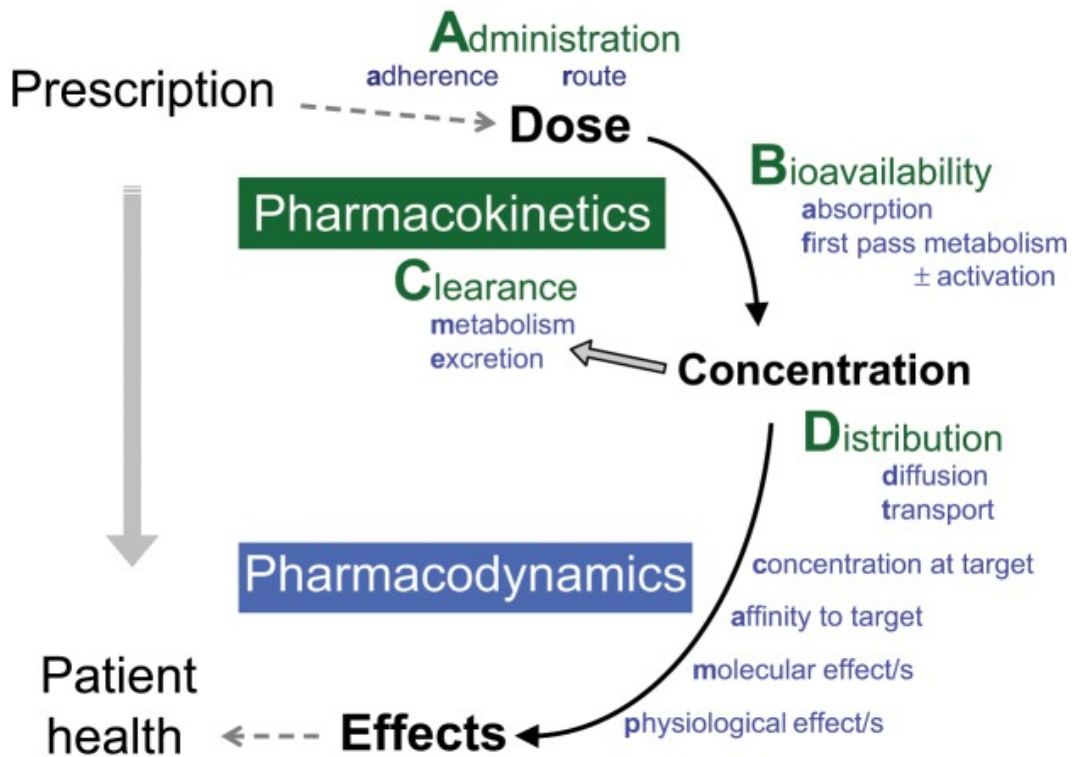 Administration
adherence route
Prescription
Dose
Bioavailability
absorption
first pass metabolism
± activation
Pharmacokinetics
Clearance
metabolism
excretion
Concentration
Distribution
diffusion
transport
Pharmacodynamics
concentration at target
affinity to target
molecular effect/s
physiological effect/s
Patient
health
Effects